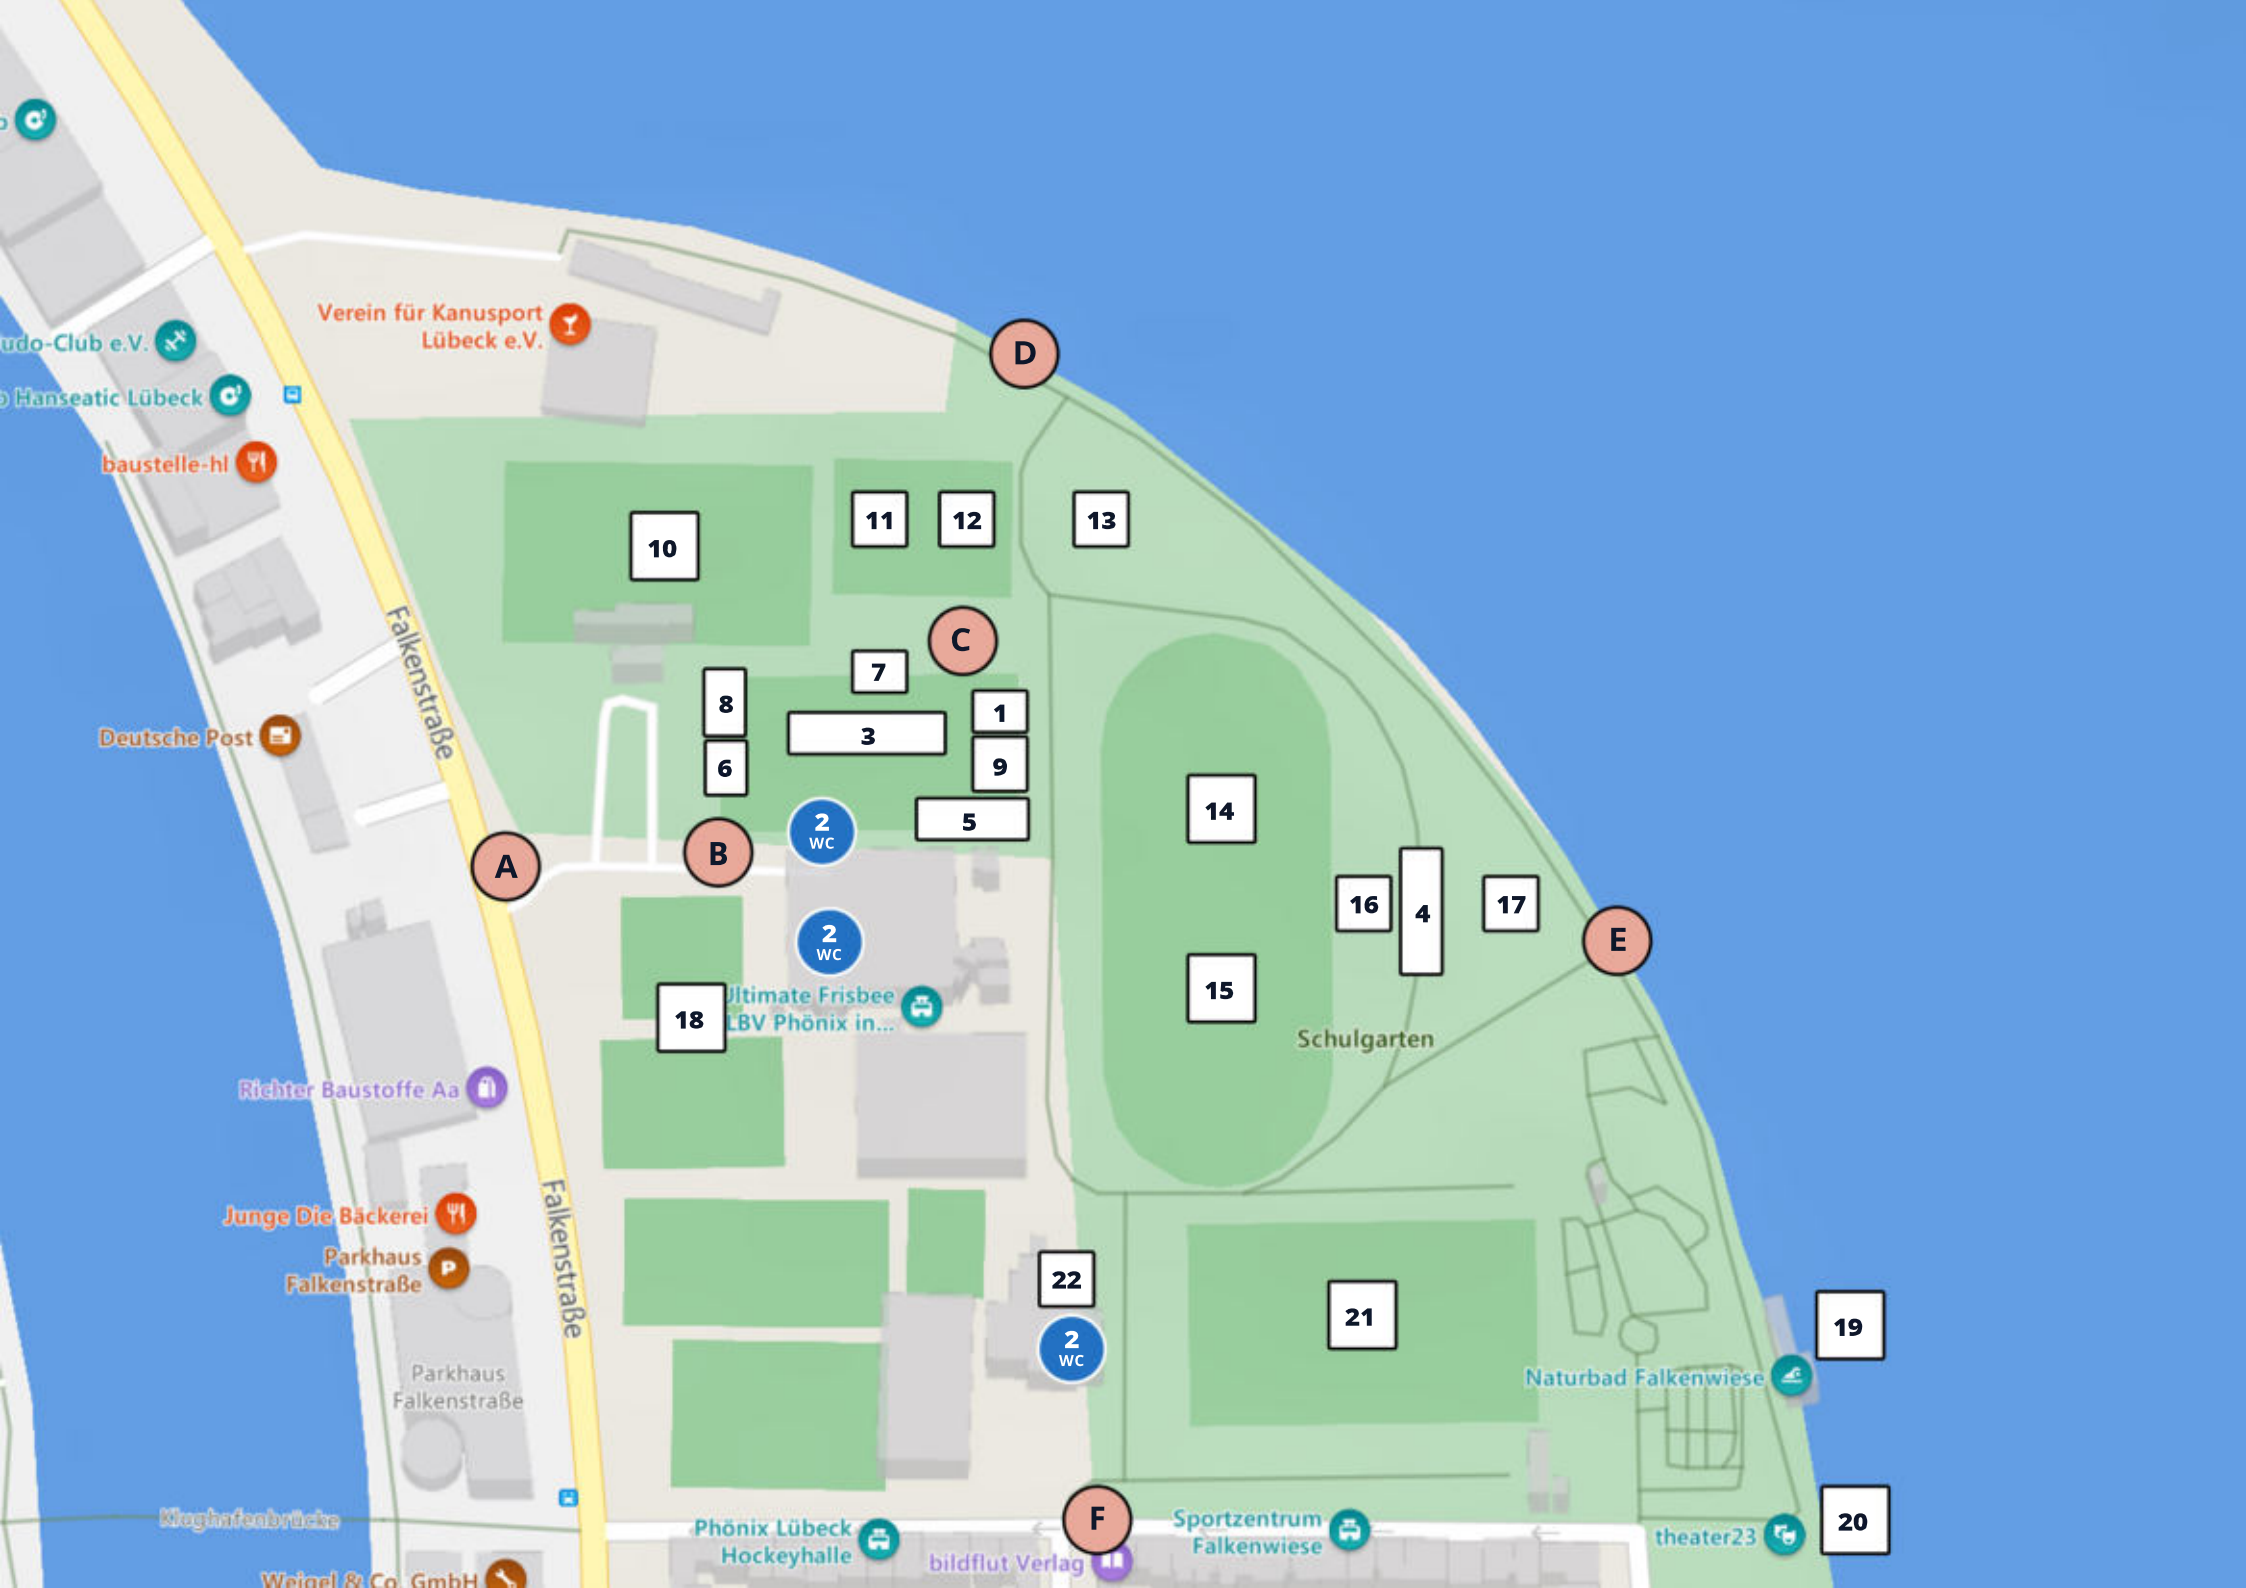 Verein für Kanusport
Lübeck e.V.
D
udo-Club e.V.
o Hanseatic Lübeck
baustelle-hl
10
11
12
13
Falkenstraße
C
7
8
1
3
Deutsche Post
6
9
5
2
WC
14
A
B
16
4
17
E
2
WC
15
18
Ultimate Frisbee
LBV Phönix in...
Schulgarten
Richter Baustoffe Aa
Junge Die Bäckerei
Parkhaus
Falkenstraße
P
Falkenstraße
22
21
19
2
WC
Naturbad Falkenwiese
Parkhaus
Falkenstraße
Klughafenbrücke
F
Phönix Lübeck
Hockeyhalle
Sportzentrum
Falkenwiese
theater23
20
bildflut Verlag
Weigel & Co. GmbH